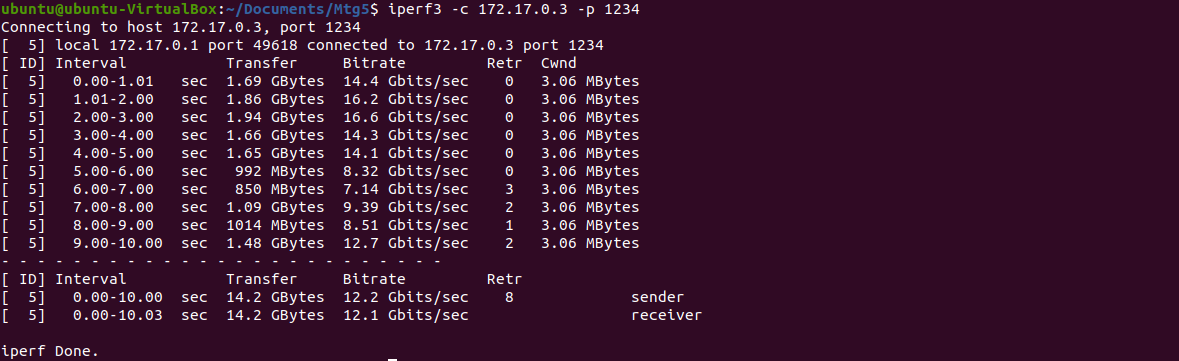 ubuntu@ubuntu-VirtualBox:~/Documents/Mtg5$ iperf3 -c 172.17.0.3 -p 1234
Connecting to host 172.17.0.3, port 1234
[  5] local 172.17.0.1 port 49618 connected to 172.17.0.3 port 1234
[ ID] Interval           Transfer     Bitrate         Retr  Cwnd
[  5]   0.00-1.01   sec  1.69 GBytes  14.4 Gbits/sec    0   3.06 MBytes
[  5]   1.01-2.00   sec  1.86 GBytes  16.2 Gbits/sec    0   3.06 MBytes
[  5]   2.00-3.00   sec  1.94 GBytes  16.6 Gbits/sec    0   3.06 MBytes
[  5]   3.00-4.00   sec  1.66 GBytes  14.3 Gbits/sec    0   3.06 MBytes
[  5]   4.00-5.00   sec  1.65 GBytes  14.1 Gbits/sec    0   3.06 MBytes
[  5]   5.00-6.00   sec   992 MBytes  8.32 Gbits/sec    0   3.06 MBytes
[  5]   6.00-7.00   sec   850 MBytes  7.14 Gbits/sec    3   3.06 MBytes
[  5]   7.00-8.00   sec  1.09 GBytes  9.39 Gbits/sec    2   3.06 MBytes
[  5]   8.00-9.00   sec  1014 MBytes  8.51 Gbits/sec    1   3.06 MBytes
[  5]   9.00-10.00  sec  1.48 GBytes  12.7 Gbits/sec    2   3.06 MBytes
- - - - - - - - - - - - - - - - - - - - - - - - -
[ ID] Interval           Transfer     Bitrate         Retr
[  5]   0.00-10.00  sec  14.2 GBytes  12.2 Gbits/sec    8             sender
[  5]   0.00-10.03  sec  14.2 GBytes  12.1 Gbits/sec                  receiver
iperf Done.